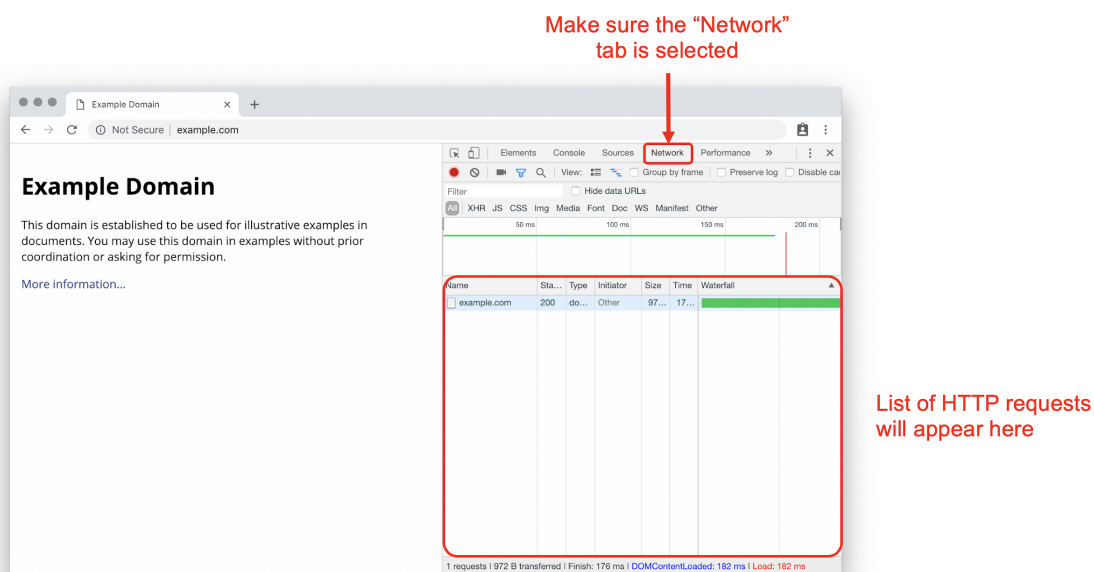 Make sure the “Network”
tab is selected
Example Domain
Not Secure | example.com
Elements Console Sources Network Performance »
View: Group by frame Preserve log Disable ca
Filter Hide data URLs
All XHR JS CSS Img Media Font Doc WS Manifest Other
50 ms 100 ms 150 ms 200 ms
Example Domain
This domain is established to be used for illustrative examples in
documents. You may use this domain in examples without prior
coordination or asking for permission.
More information...
Name Sta... Type Initiator Size Time Waterfall
example.com 200 do... Other 97... 17...
List of HTTP requests
will appear here
1 requests | 972 B transferred | Finish: 176 ms | DOMContentLoaded: 182 ms | Load: 182 ms